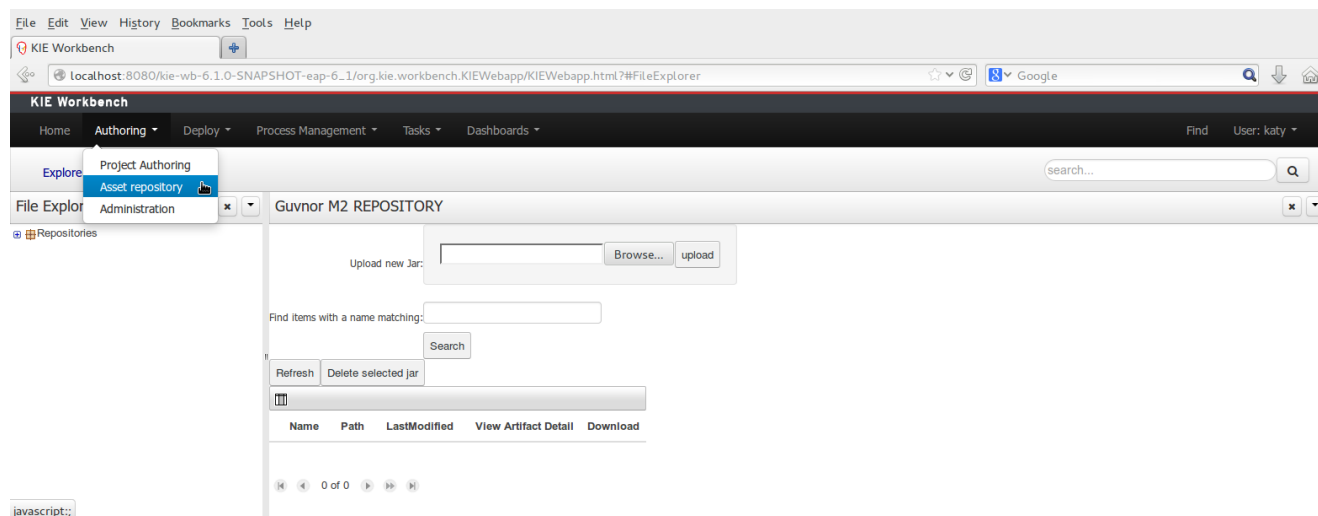 File Edit View History Bookmarks Tools Help
KIE Workbench
localhost:8080/kie-wb-6.1.0-SNAPSHOT-eap-6_1/org.kie.workbench.KIEWebapp/KIEWebapp.html?#FileExplorer
Google
KIE Workbench
Home Authoring Deploy Process Management Tasks Dashboards Find User: katy
Project Authoring
Explore
search...
Asset repository
Administration
File Explor
Guvnor M2 REPOSITORY
Repositories
Upload new Jar:
Browse... upload
Find items with a name matching:
Search
Refresh Delete selected jar
Name Path LastModified View Artifact Detail Download
0 of 0
javascript:;